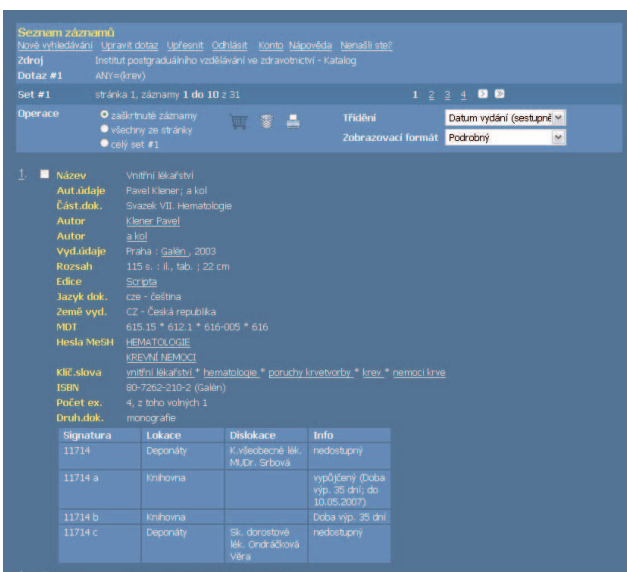 Seznam záznamů
Nové vyhledávání Upravit dotaz Upřesnit Odhlásit Konto Nápověda Nenašli ste?
Zdroj Institut postgraduálního vzdělávání ve zdravotnictví - Katalog
Dotaz #1 ANY=(krev)
Set #1 stránka 1, záznamy 1 do 10 z 31 1 2 3 4
Operace zaškrtnuté záznamy Třídění Datum vydání (sestupně
všechny ze stránky Zobrazovací formát Podrobný
celý set #1
1. Název Vnitřní lékařství
Aut.údaje Pavel Klener; a kol
Část.dok. Svazek VII. Hematologie
Autor Klener Pavel
Autor a kol
Vyd.údaje Praha : Galén , 2003
Rozsah 115 s. : il., tab. ; 22 cm
Edice Scripta
Jazyk dok. cze - čeština
Země vyd. CZ - Česká republika
MDT 615.15 * 612.1 * 616-005 * 616
Hesla MeSH HEMATOLOGIE
KREVNÍ NEMOCI
Klíč.slova vnitřní lékařství * hematologie * poruchy krvetvorby * krev * nemoci krve
ISBN 80-7262-210-2 (Galén)
Počet ex. 4, z toho volných 1
Druh.dok. monografie
Signatura Lokace Dislokace Info
11714 Deponáty K.všeobecné lék. nedostupný
MUDr. Srbová
11714 a Knihovna vypůjčený (Doba
výp. 35 dní; do
10.05.2007)
11714 b Knihovna Doba výp. 35 dní
11714 c Deponáty Sk. dorostové nedostupný
lék. Ondráčková
Věra